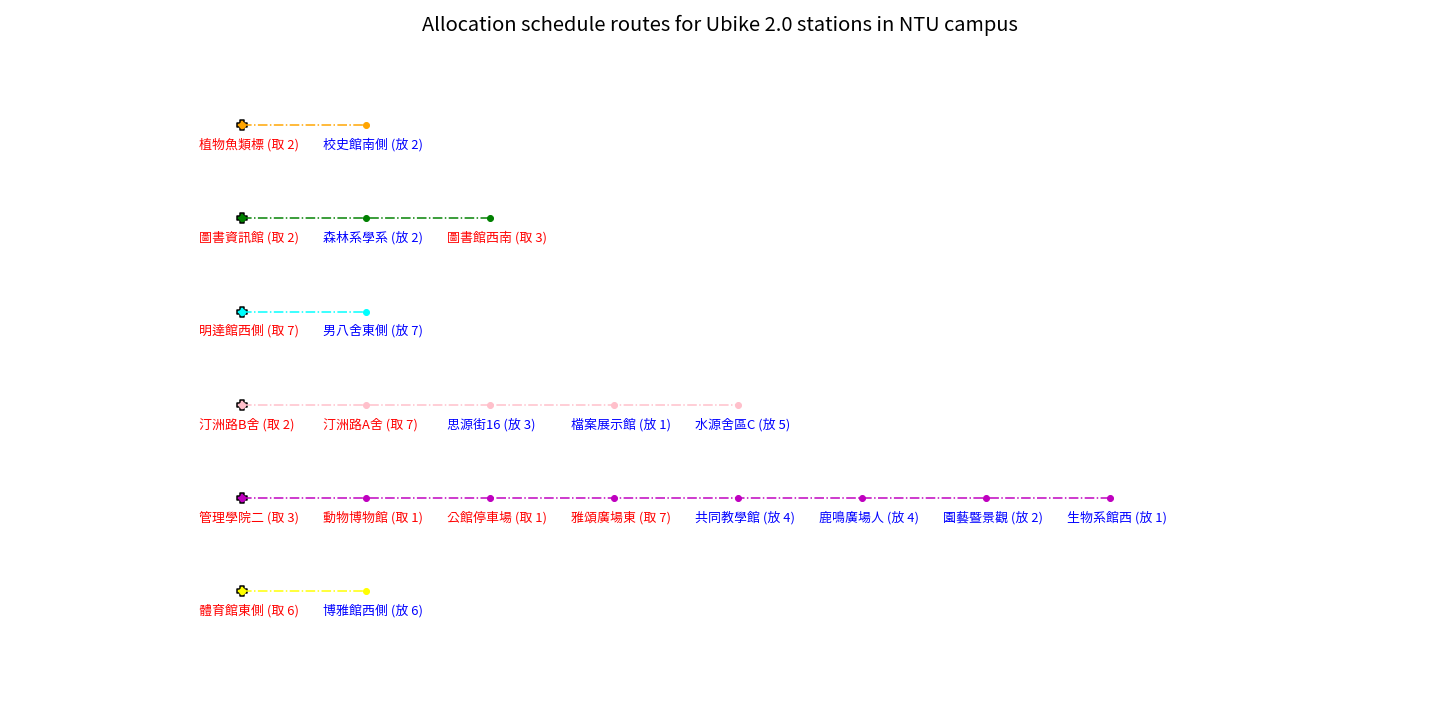 Allocation schedule routes for Ubike 2.0 stations in NTU campus
植物魚類標 (取 2) 校史館南側 (放 2)
圖書資訊館 (取 2) 森林系學系 (放 2) 圖書館西南 (取 3)
明達館西側 (取 7) 男八舍東側 (放 7)
汀洲路B舍 (取 2) 汀洲路A舍 (取 7) 思源街16 (放 3) 檔案展示館 (放 1) 水源舍區C (放 5)
管理學院二 (取 3) 動物博物館 (取 1) 公館停車場 (取 1) 雅頌廣場東 (取 7) 共同教學館 (放 4) 鹿鳴廣場人 (放 4) 園藝暨景觀 (放 2) 生物系館西 (放 1)
體育館東側 (取 6) 博雅館西側 (放 6)